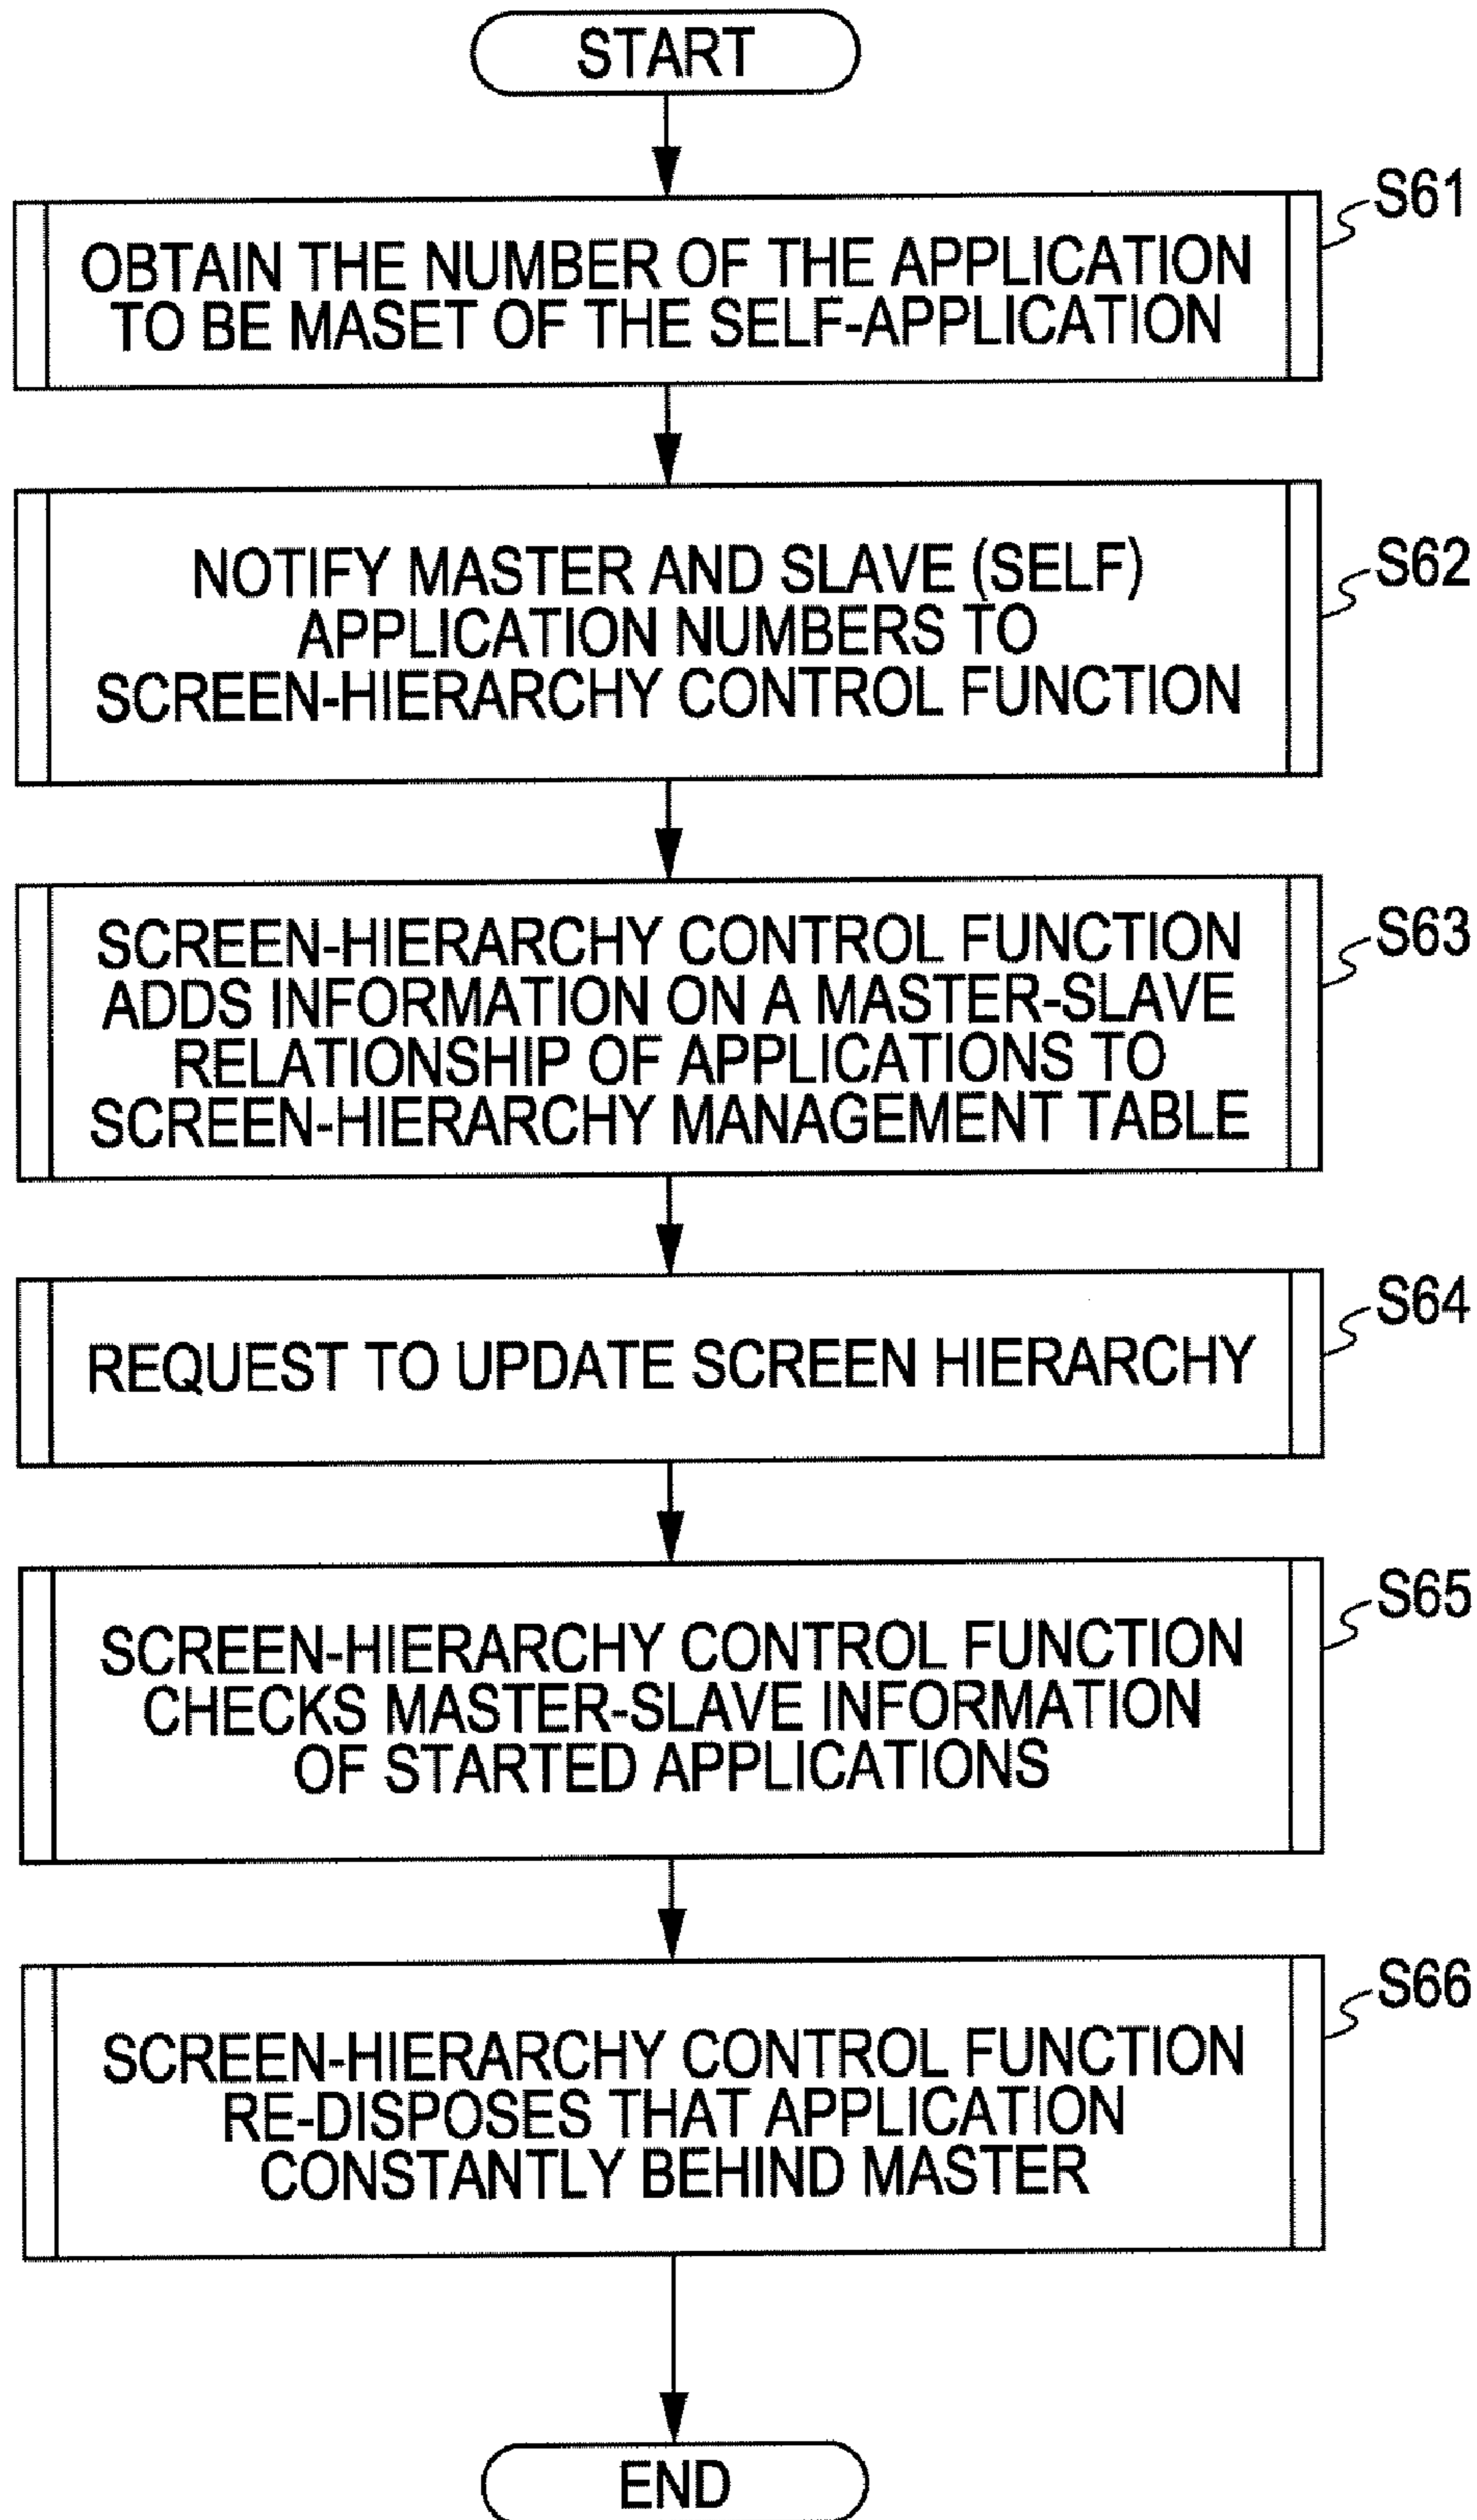 START
S61
OBTAIN THE NUMBER OF THE APPLICATION
TO BE MASET OF THE SELF-APPLICATION
S62
NOTIFY MASTER AND SLAVE (SELF)
APPLICATION NUMBERS TO
SCREEN-HIERARCHY CONTROL FUNCTION
S63
SCREEN-HIERARCHY CONTROL FUNCTION
ADDS INFORMATION ON A MASTER-SLAVE
RELATIONSHIP OF APPLICATIONS TO
SCREEN-HIERARCHY MANAGEMENT TABLE
S64
REQUEST TO UPDATE SCREEN HIERARCHY
S65
SCREEN-HIERARCHY CONTROL FUNCTION
CHECKS MASTER-SLAVE INFORMATION
OF STARTED APPLICATIONS
S66
SCREEN-HIERARCHY CONTROL FUNCTION
RE-DISPOSES THAT APPLICATION
CONSTANTLY BEHIND MASTER
END